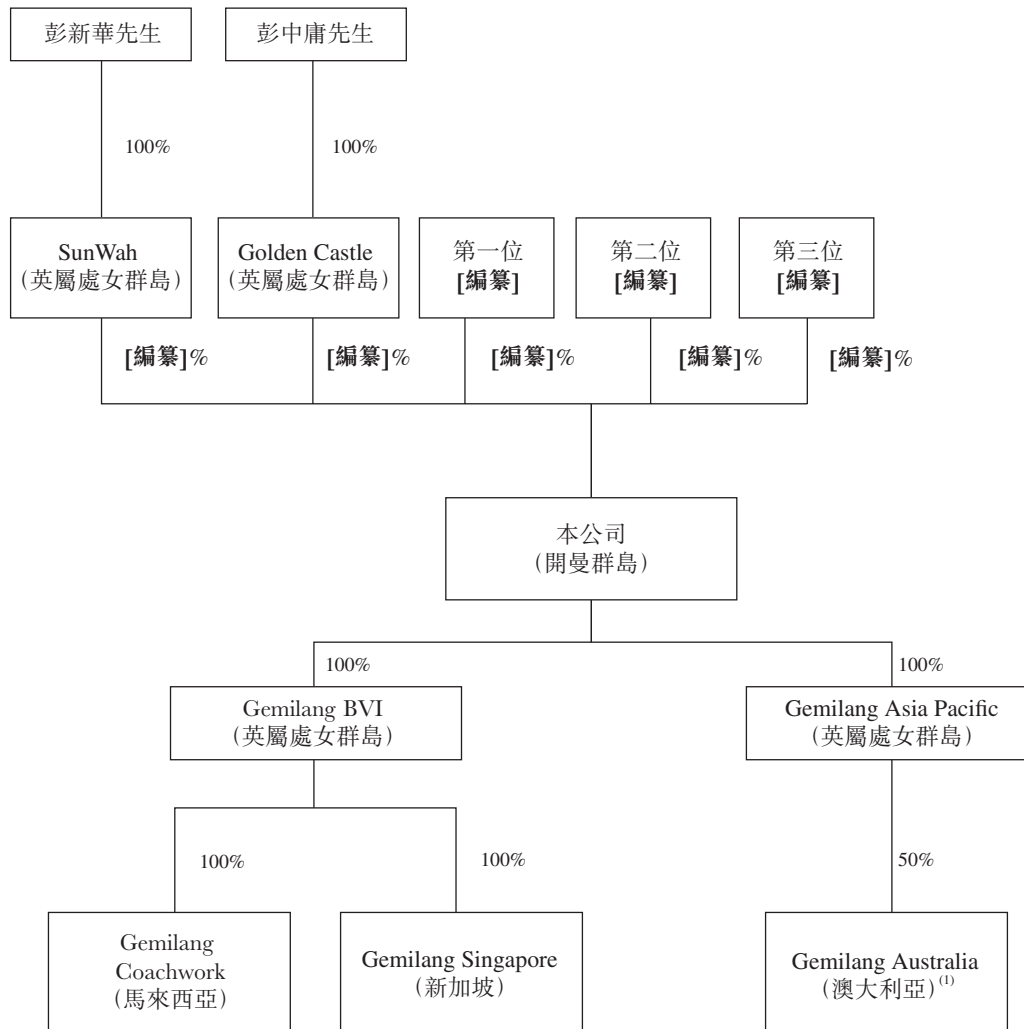 彭新華先生
彭中庸先生
100%
100%
SunWah
(英屬處女群島)
Golden Castle
(英屬處女群島)
第一位
[編纂]
第二位
[編纂]
第三位
[編纂]
[編纂]%
[編纂]%
[編纂]%
[編纂]%
[編纂]%
本公司
(開曼群島)
100%
100%
Gemilang BVI
(英屬處女群島)
Gemilang Asia Pacific
(英屬處女群島)
100%
100%
50%
Gemilang
Coachwork
(馬來西亞)
Gemilang Singapore
(新加坡)
Gemilang Australia
(澳大利亞)(1)